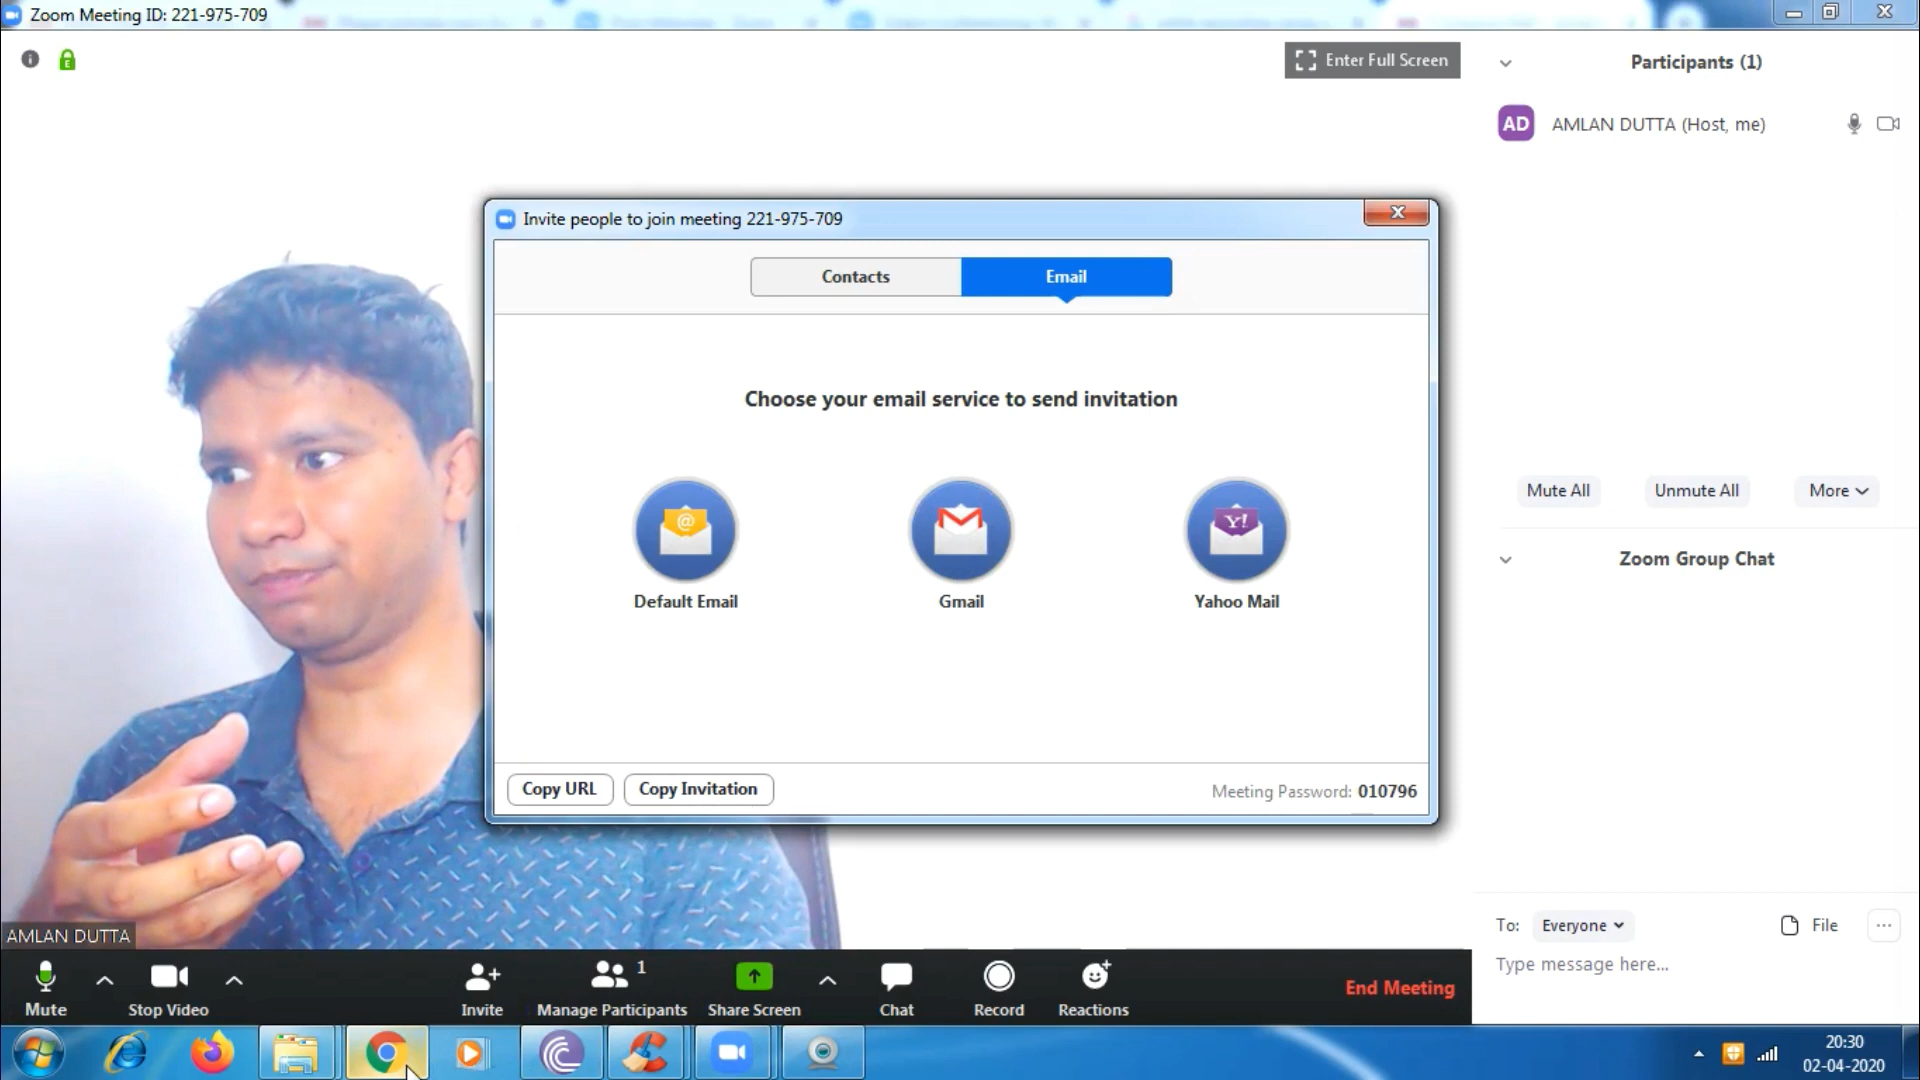 Zoom Meeting ID: 221-975-709
Enter Full Screen
Participants (1)
AD
AMLAN DUTTA (Host, me)
Invite people to join meeting 221-975-709
Contacts
Email
Choose your email service to send invitation
@
Y!
Default Email
Gmail
Yahoo Mail
Mute All
Unmute All
More
Zoom Group Chat
Copy URL
Copy Invitation
Meeting Password: 010796
AMLAN DUTTA
To:
Everyone
File
Type message here...
Mute
Stop Video
Invite
1
Manage Participants
Share Screen
Chat
Record
Reactions
End Meeting
20:30
02-04-2020